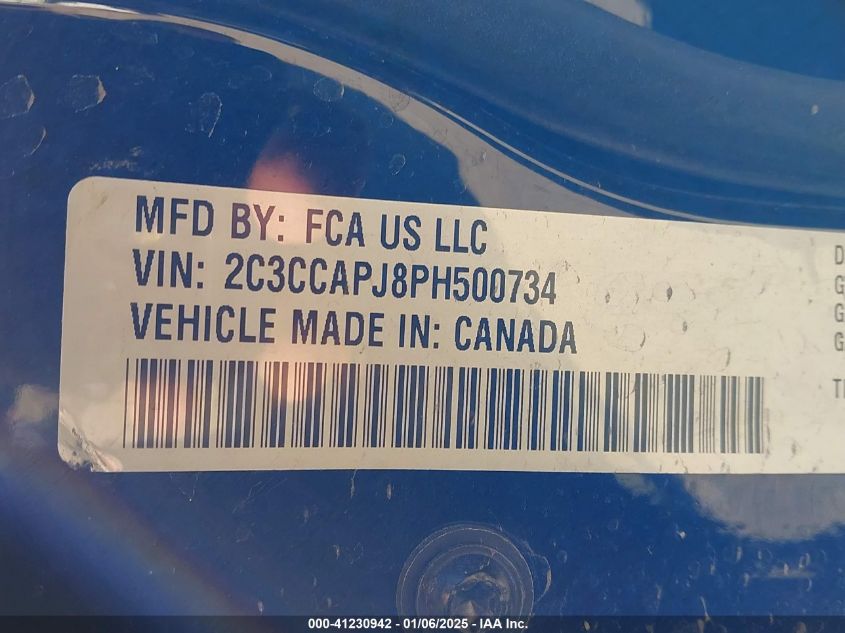 MFD BY: FCA US LLC
VIN: 2C3CCAPJ8PH500734
VEHICLE MADE IN: CANADA
D
G
G
G
000-41230942 - 01/06/2025 - IAA Inc.